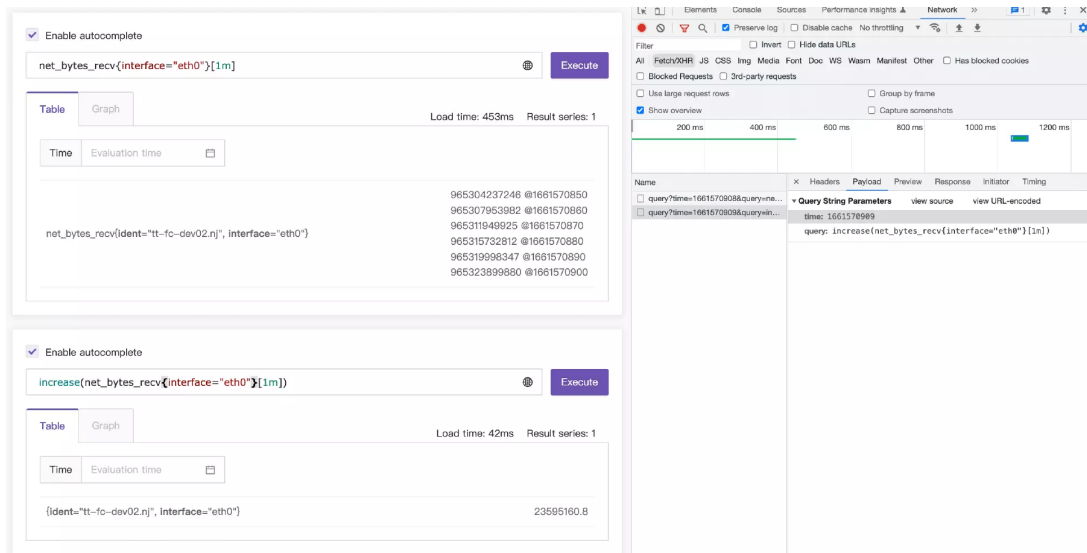 Enable autocomplete
net_bytes_recv{interface="eth0"}[1m]
Execute
Table
Graph
Load time: 453ms Result series: 1
Time
Evaluation time
965304237246 @1661570850
965307953982 @1661570860
965311949925 @1661570870
net_bytes_recv{ident="tt-fc-dev02.nj", interface="eth0"}
965315732812 @1661570880
965319998347 @1661570890
965323899880 @1661570900
Enable autocomplete
increase(net_bytes_recv{interface="eth0"}[1m])
Execute
Table
Graph
Load time: 42ms Result series: 1
Time
Evaluation time
{ident="tt-fc-dev02.nj", interface="eth0"}
23595160.8
Elements Console Sources Performance insights Network » 1
Preserve log Disable cache No throttling
Filter
Invert Hide data URLs
All Fetch/XHR JS CSS Img Media Font Doc WS Wasm Manifest Other Has blocked cookies
Blocked Requests 3rd-party requests
Use large request rows Group by frame
Show overview Capture screenshots
200 ms 400 ms 600 ms 800 ms 1000 ms 1200 ms
Name
query?time=1661570908&query=ne...
query?time=1661570909&query=in...
× Headers Payload Preview Response Initiator Timing
Query String Parameters view source view URL-encoded
time: 1661570909
query: increase(net_bytes_recv{interface="eth0"}[1m])